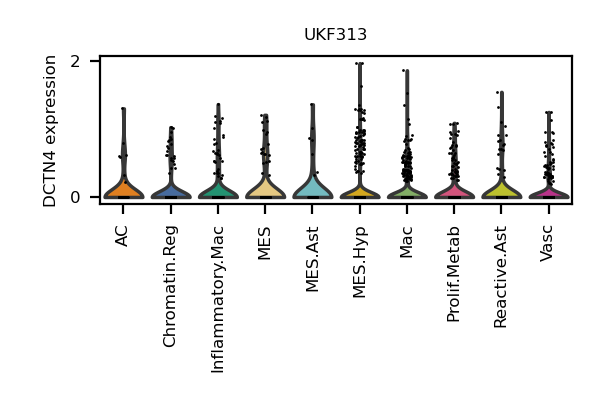 UKF313
DCTN4 expression
2
0
AC
Chromatin.Reg
Inflammatory.Mac
MES
MES.Ast
MES.Hyp
Mac
Prolif.Metab
Reactive.Ast
Vasc